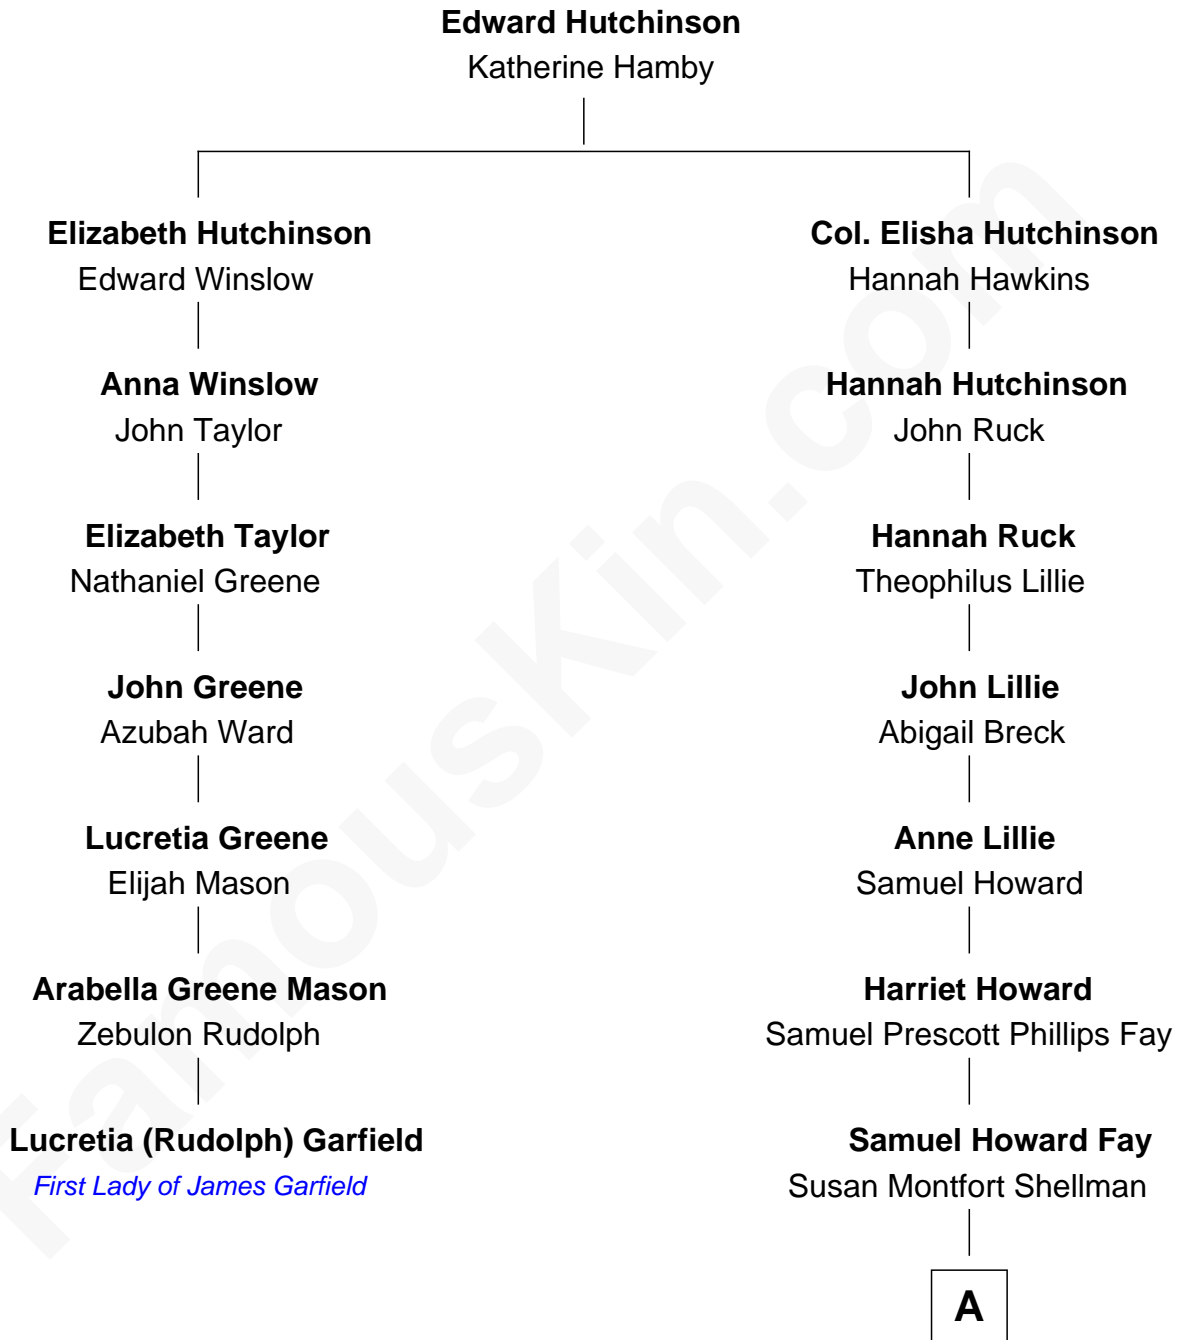 Edward Hutchinson
Katherine Hamby
Elizabeth Hutchinson
Edward Winslow
Col. Elisha Hutchinson
Hannah Hawkins
Anna Winslow
John Taylor
Hannah Hutchinson
John Ruck
Elizabeth Taylor
Nathaniel Greene
Hannah Ruck
Theophilus Lillie
John Greene
Azubah Ward
John Lillie
Abigail Breck
Lucretia Greene
Elijah Mason
Anne Lillie
Samuel Howard
Arabella Greene Mason
Zebulon Rudolph
Harriet Howard
Samuel Prescott Phillips Fay
Lucretia (Rudolph) Garfield
First Lady of James Garfield
Samuel Howard Fay
Susan Montfort Shellman
A
FamousKin.com